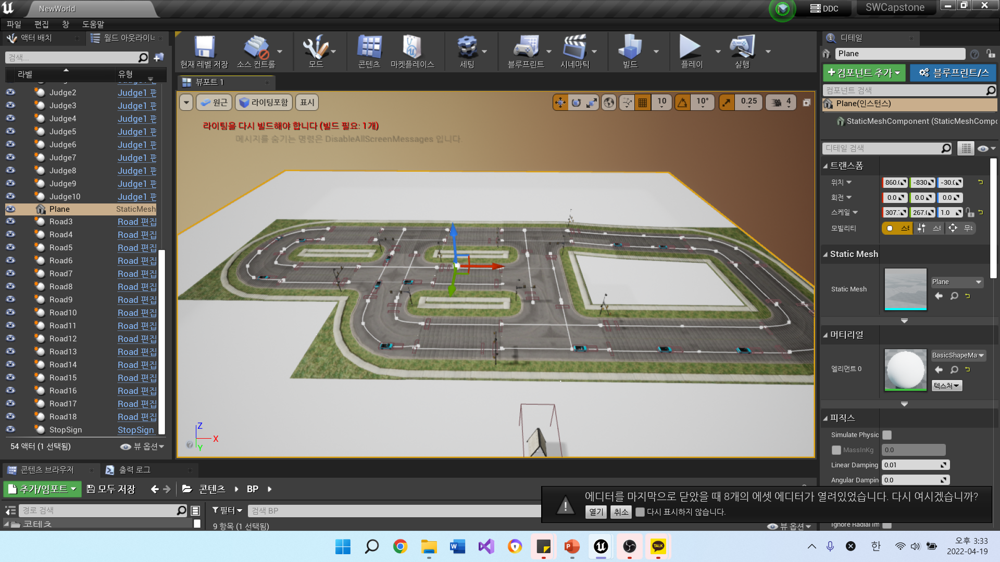 NewWorld
DDC
SWCapstone
파일 편집 창 도움말
액터 배치
월드 아웃라이너
검색...
라벨 유형
Judge2 Judge1 편
Judge3 Judge1 편
Judge4 Judge1 편
Judge5 Judge1 편
Judge6 Judge1 편
Judge7 Judge1 편
Judge8 Judge1 편
Judge9 Judge1 편
Judge10 Judge1 편
Plane StaticMesh
Road3 Road 편집
Road4 Road 편집
Road5 Road 편집
Road6 Road 편집
Road7 Road 편집
Road8 Road 편집
Road9 Road 편집
Road10 Road 편집
Road11 Road 편집
Road12 Road 편집
Road13 Road 편집
Road14 Road 편집
Road15 Road 편집
Road16 Road 편집
Road17 Road 편집
Road18 Road 편집
StopSign StopSign
54 액터 (1 선택됨) 뷰 옵션
현재 레벨 저장 소스 컨트롤 모드 콘텐츠 마켓플레이스 세팅 블루프린트 시네마틱 빌드 플레이 실행
뷰포트 1
원근 라이팅포함 표시
10 10° 0.25 4
라이팅을 다시 빌드해야 합니다 (빌드 필요: 1개)
메시지를 숨기는 명령은 DisableAllScreenMessages 입니다.
Z
X
Y
디테일
Plane
컴포넌트 추가 블루프린트/스
컴포넌트 검색
Plane(인스턴스)
StaticMeshComponent (StaticMeshCompo
디테일 검색
트랜스폼
위치 860.0 -830 -30.0
회전 0.0 0.0 0.0
스케일 307. 267.0 1.0
모빌리티 스 스 무
Static Mesh
Static Mesh Plane
머티리얼
엘리먼트 0 BasicShapeMa
텍스처
피직스
Simulate Physic
MassInKg 0.0
Linear Damping 0.01
Angular Dampin 0.0
Ignore Radial Im
콘텐츠 브라우저
출력 로그
추가/임포트 모두 저장 콘텐츠 BP
경로 검색
콘텐츠
필터 검색 BP
9 항목 (1 선택됨) 뷰 옵션
에디터를 마지막으로 닫았을 때 8개의 에셋 에디터가 열려있었습니다. 다시 여시겠습니까?
열기 취소 다시 표시하지 않습니다.
TALK
한
오후 3:33
2022-04-19